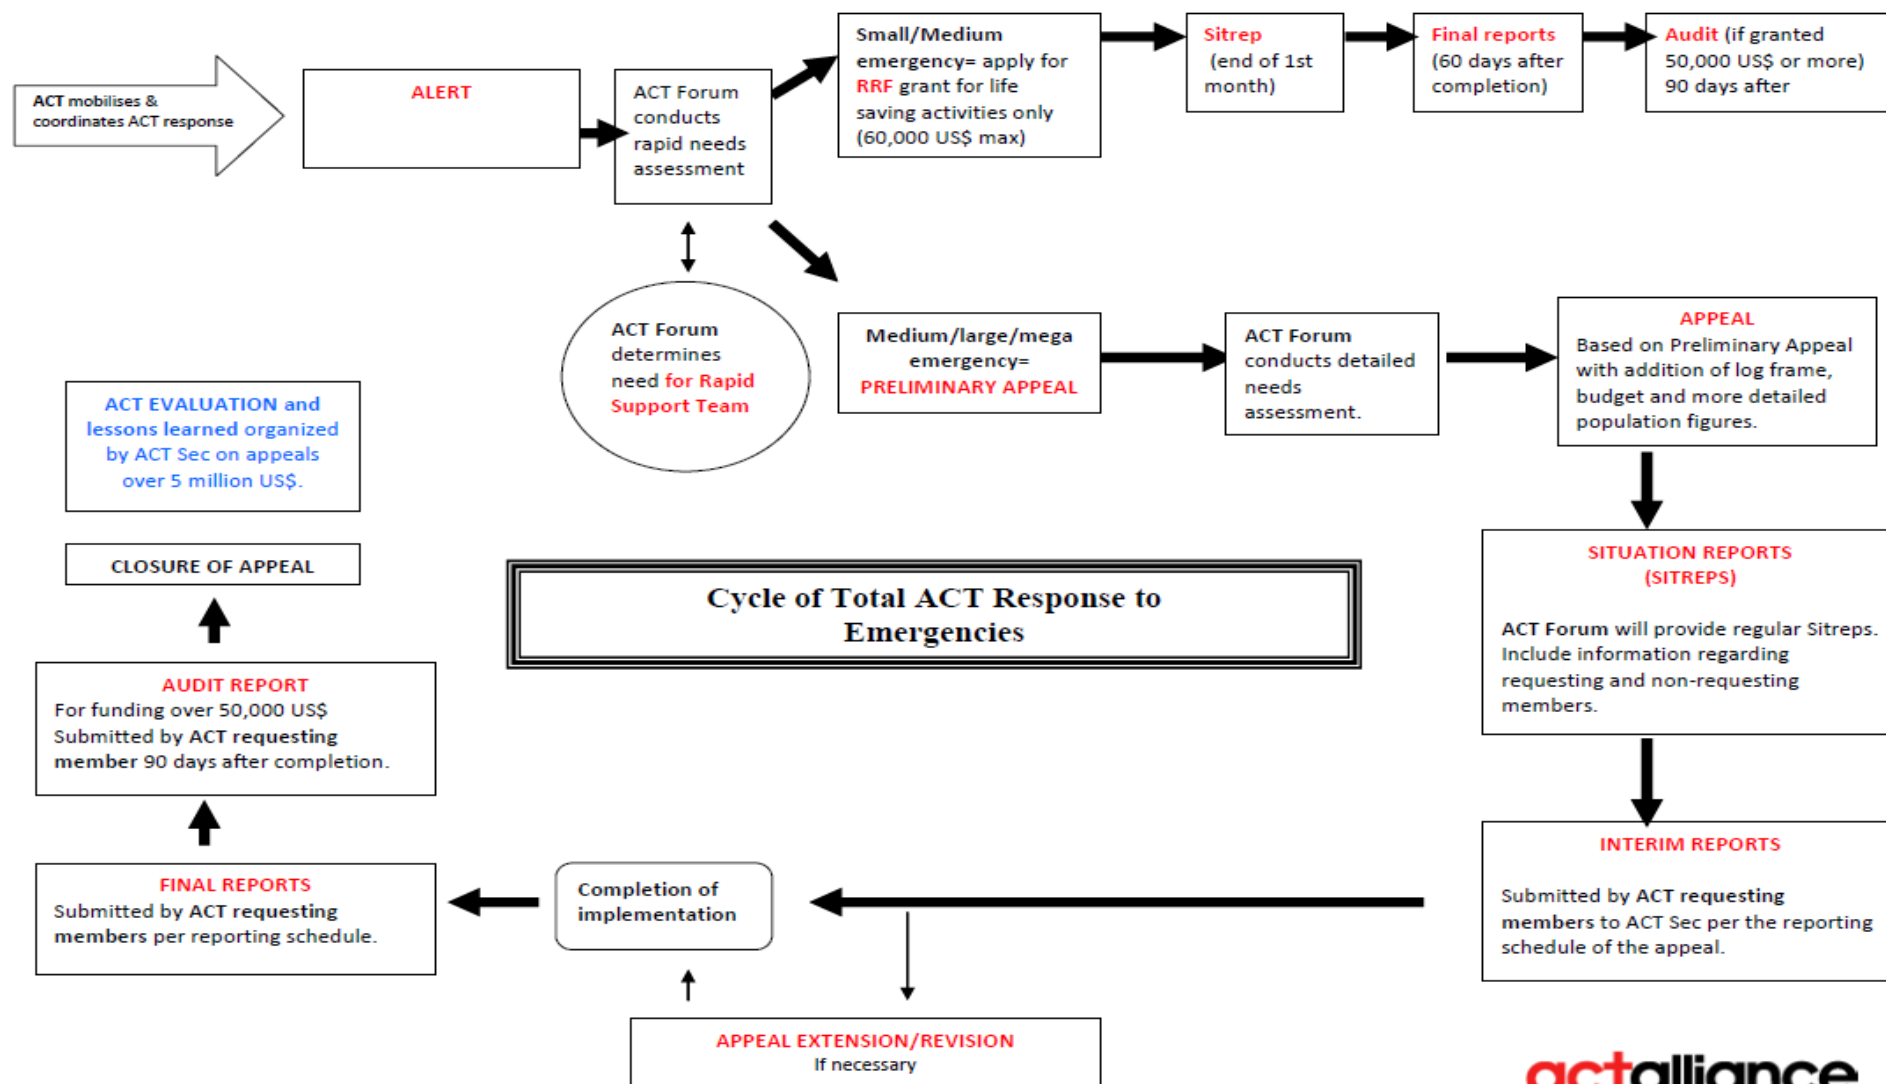 ACT mobilises &
coordinates ACT response
ALERT
ACT Forum
conducts
rapid needs
assessment
Small/Medium
emergency= apply for
RRF grant for life
saving activities only
(60,000 US$ max)
Sitrep
(end of 1st
month)
Final reports
(60 days after
completion)
Audit (if granted
50,000 US$ or more)
90 days after
ACT Forum
determines
need for Rapid
Support Team
Medium/large/mega
emergency=
PRELIMINARY APPEAL
ACT Forum
conducts detailed
needs
assessment.
APPEAL
Based on Preliminary Appeal
with addition of log frame,
budget and more detailed
population figures.
SITUATION REPORTS
(SITREPS)
ACT Forum will provide regular Sitreps.
Include information regarding
requesting and non-requesting
members.
INTERIM REPORTS
Submitted by ACT requesting
members to ACT Sec per the reporting
schedule of the appeal.
APPEAL EXTENSION/REVISION
If necessary
Completion of
implementation
FINAL REPORTS
Submitted by ACT requesting
members per reporting schedule.
AUDIT REPORT
For funding over 50,000 US$
Submitted by ACT requesting
member 90 days after completion.
CLOSURE OF APPEAL
ACT EVALUATION and
lessons learned organized
by ACT Sec on appeals
over 5 million US$.
Cycle of Total ACT Response to
Emergencies
actalliance